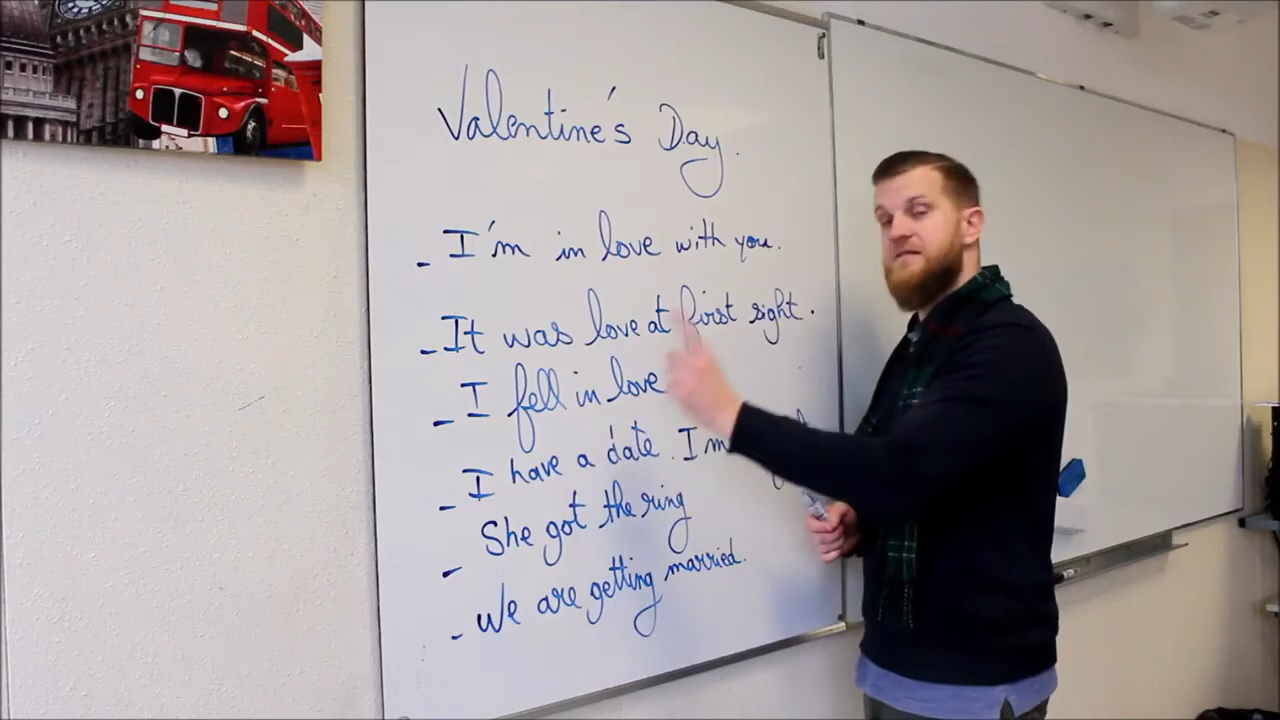 Valentine's Day.
- I'm in love with you.
- It was love at first sight.
- I fell in love
- I have a date. I'm
- She got the ring
- We are getting married.